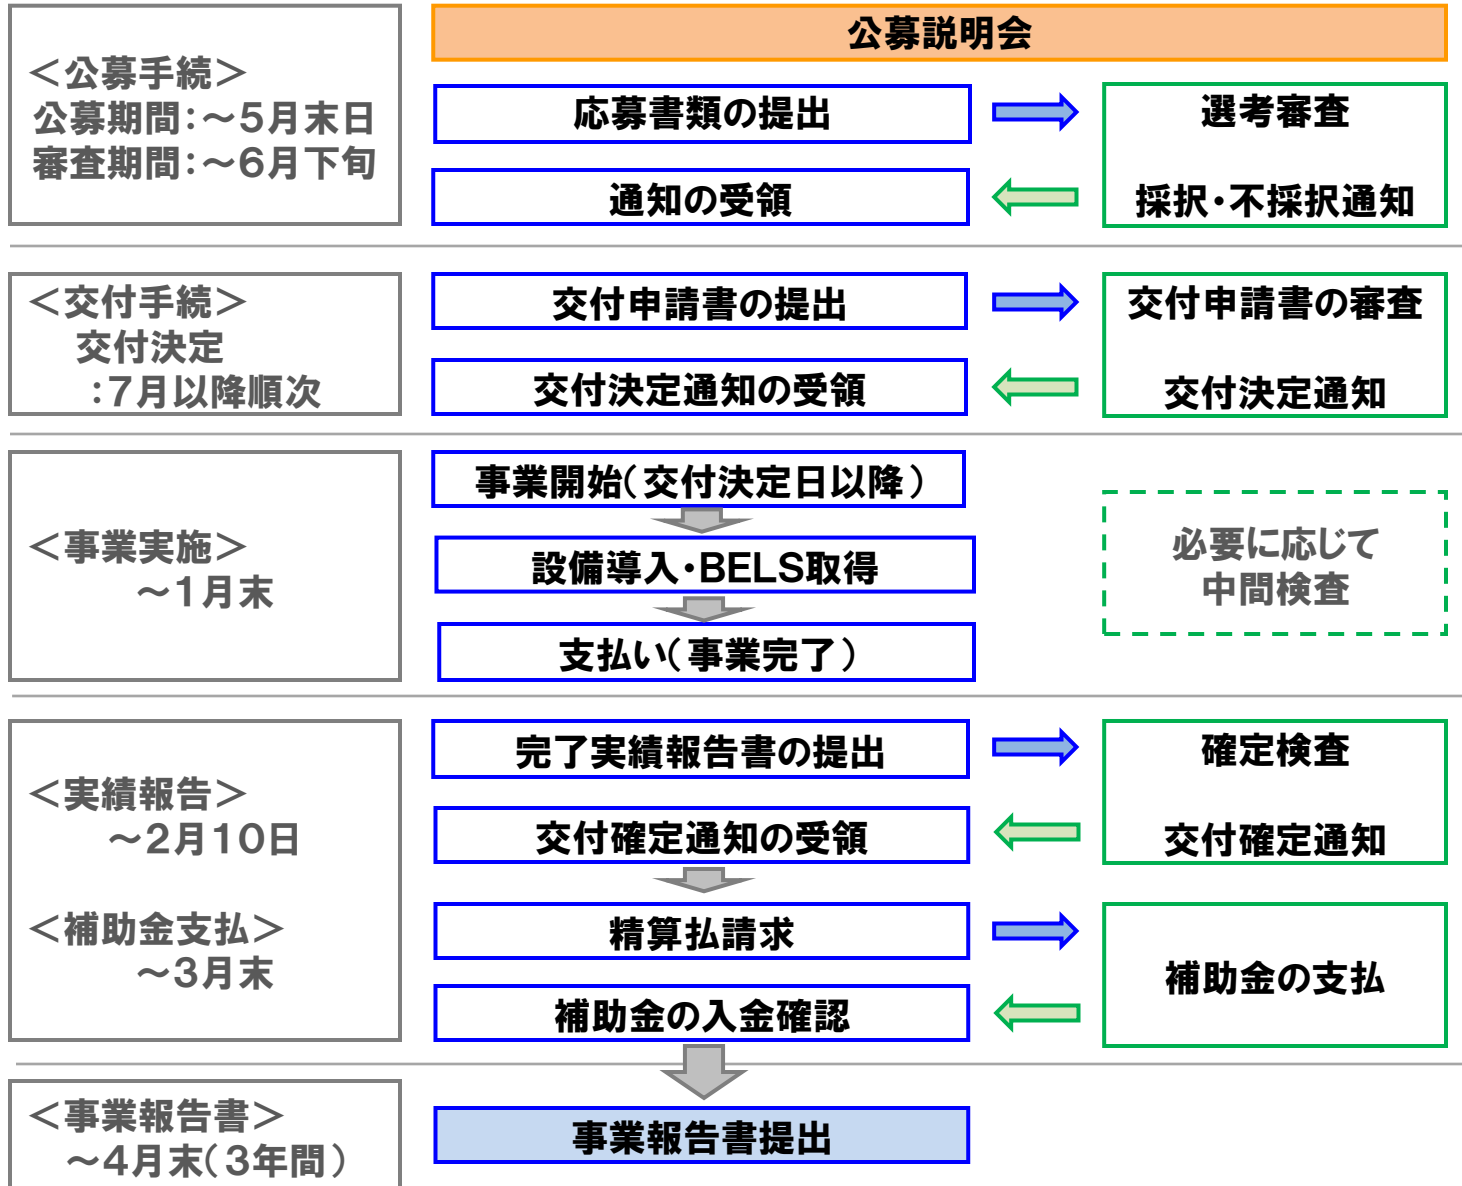 ＜公募手続＞
公募期間：～5月末日
審査期間：～6月下旬
公募説明会
応募書類の提出
選考審査
通知の受領
採択・不採択通知
＜交付手続＞
交付決定
：7月以降順次
交付申請書の提出
交付申請書の審査
交付決定通知の受領
交付決定通知
＜事業実施＞
～1月末
事業開始（交付決定日以降）
設備導入・BELS取得
支払い（事業完了）
必要に応じて
中間検査
＜実績報告＞
～2月10日
＜補助金支払＞
～3月末
完了実績報告書の提出
確定検査
交付確定通知の受領
交付確定通知
精算払請求
補助金の支払
補助金の入金確認
＜事業報告書＞
～4月末（3年間）
事業報告書提出